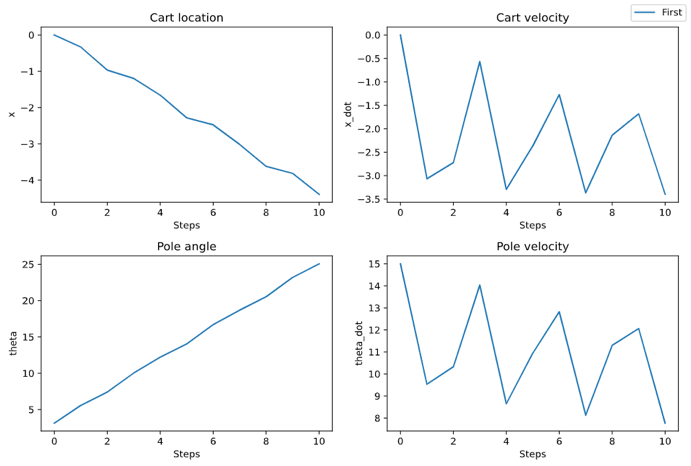 First
Cart location
Cart velocity
0
−1
−2
−3
−4
x
0 2 4 6 8 10
Steps
0.0
−0.5
−1.0
−1.5
−2.0
−2.5
−3.0
−3.5
x_dot
0 2 4 6 8 10
Steps
Pole angle
Pole velocity
25
20
15
10
5
theta
0 2 4 6 8 10
Steps
15
14
13
12
11
10
9
8
theta_dot
0 2 4 6 8 10
Steps